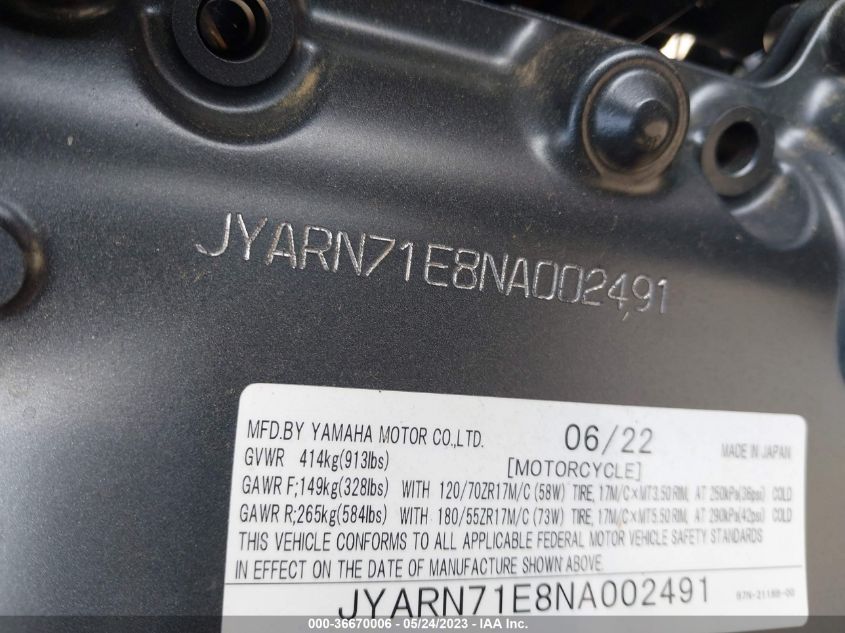 JYARN71E8NA002491
MFD.BY YAMAHA MOTOR CO.,LTD. 06/22 MADE IN JAPAN
GVWR 414kg(913lbs) [MOTORCYCLE]
GAWR F;149kg(328lbs) WITH 120/70ZR17M/C (58W) TIRE, 17M/C×MT3.50 RIM, AT 250kPa(36psi) COLD
GAWR R;265kg(584lbs) WITH 180/55ZR17M/C (73W) TIRE, 17M/C×MT5.50 RIM, AT 290kPa(42psi) COLD
THIS VEHICLE CONFORMS TO ALL APPLICABLE FEDERAL MOTOR VEHICLE SAFETY STANDARDS
IN EFFECT ON THE DATE OF MANUFACTURE SHOWN ABOVE.
JYARN71E8NA002491 B7N-21188-00
000-36670006 - 05/24/2023 - IAA Inc.